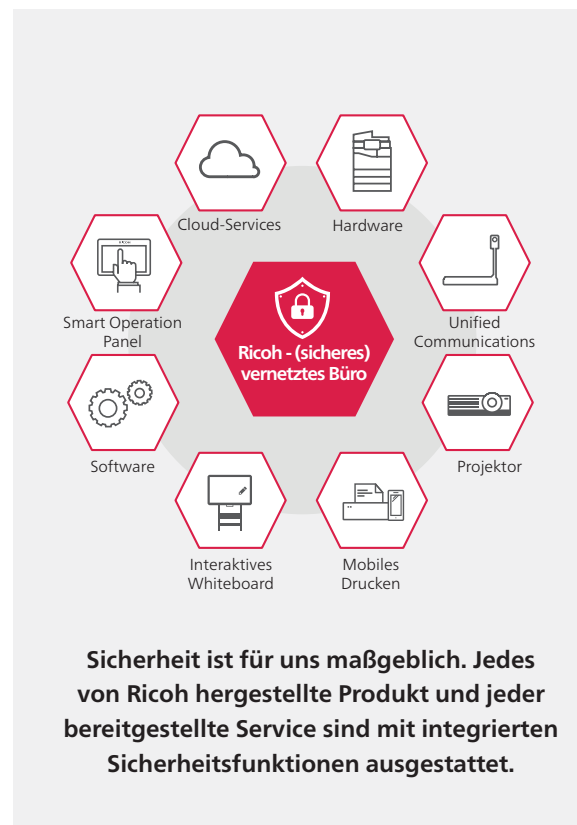 Cloud-Services
Hardware
Smart Operation
Panel
Unified
Communications
Ricoh - (sicheres)
vernetztes Büro
Software
Projektor
Interaktives
Whiteboard
Mobiles
Drucken
Sicherheit ist für uns maßgeblich. Jedes
von Ricoh hergestellte Produkt und jeder
bereitgestellte Service sind mit integrierten
Sicherheitsfunktionen ausgestattet.